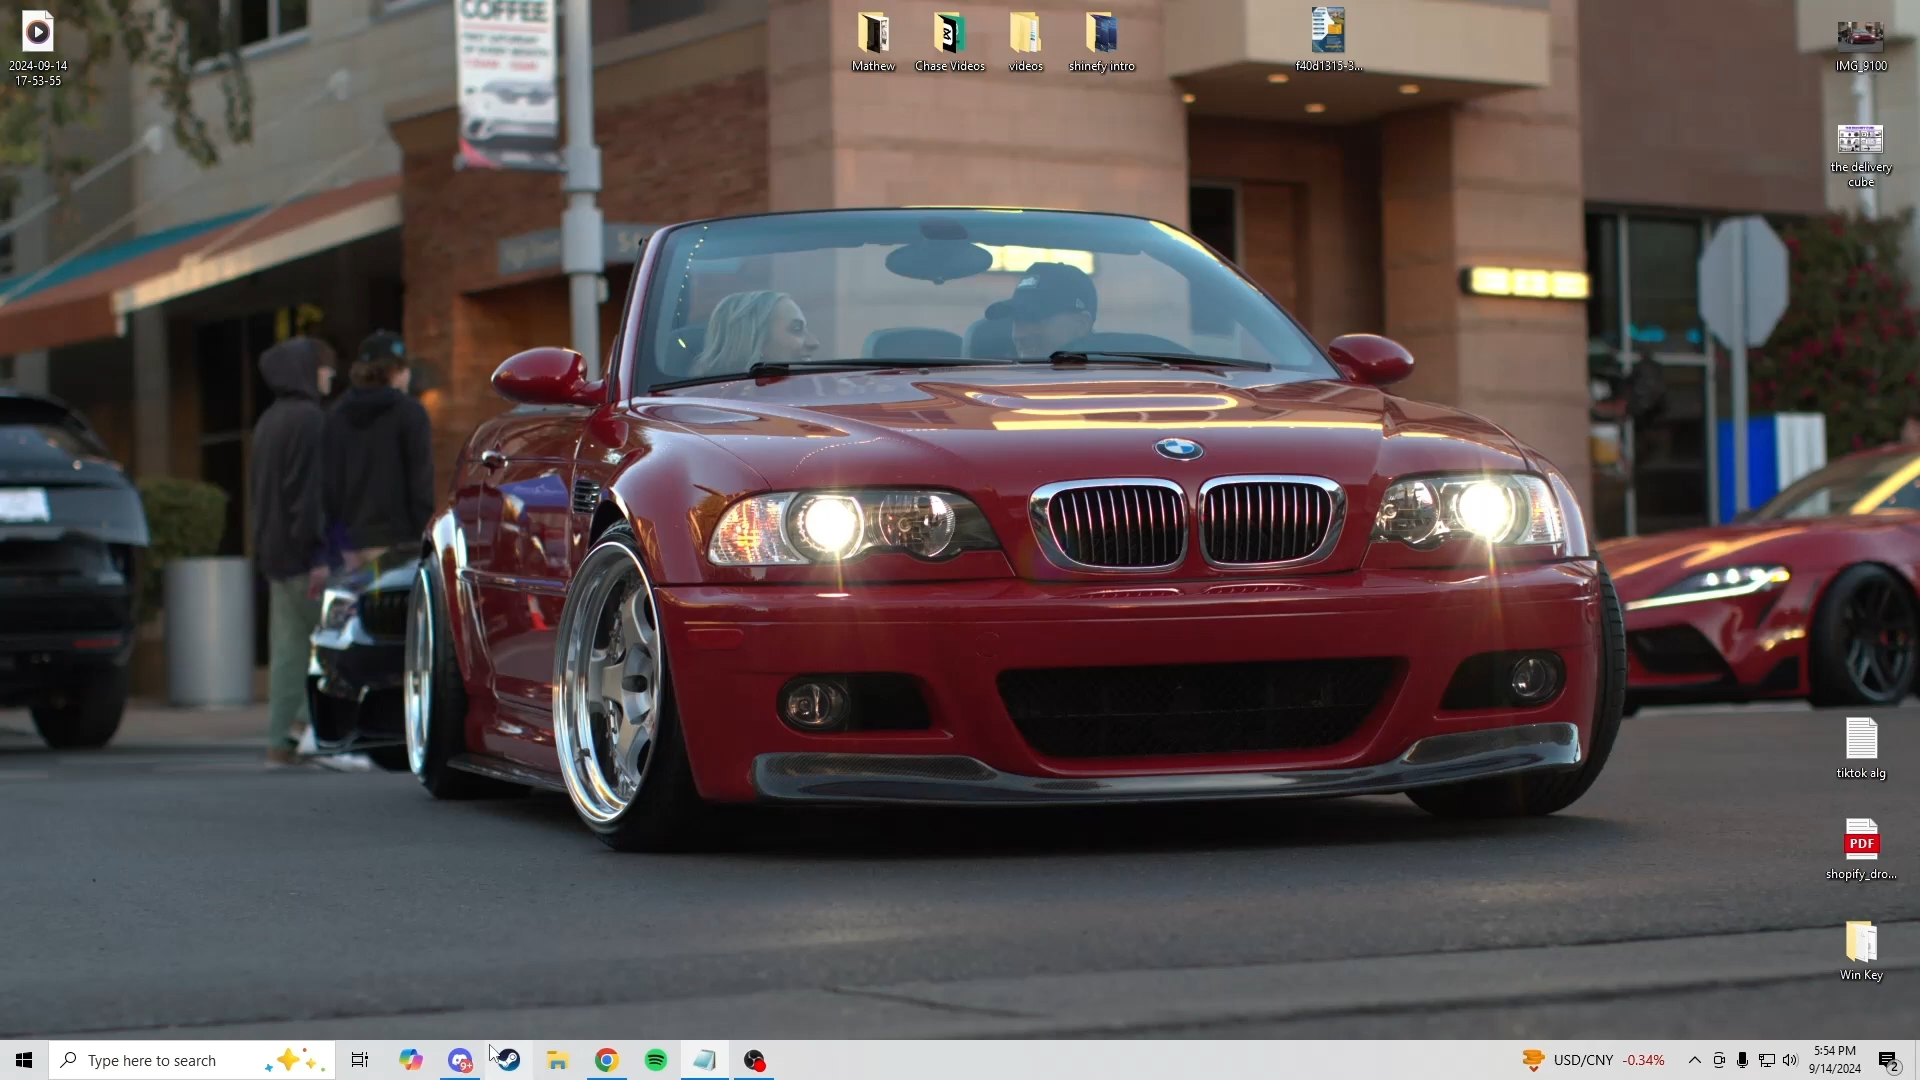 COFFEE
2024-09-14
17-53-55
Mathew
Chase Videos
videos
shinefy intro
f40d1315-3...
IMG_9100
the delivery
cube
tiktok alg
PDF
shopify_dro...
Win Key
Type here to search
9+
USD/CNY -0.34%
5:54 PM
9/14/2024
2